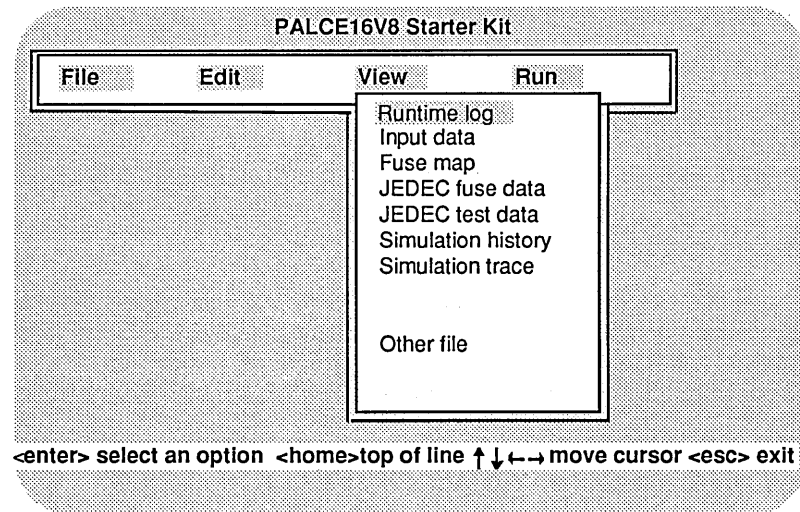 PALCE16V8 Starter Kit
File Edit View Run
Runtime log
Input data
Fuse map
JEDEC fuse data
JEDEC test data
Simulation history
Simulation trace
Other file
<enter> select an option <home>top of line ↑↓←→ move cursor <esc> exit